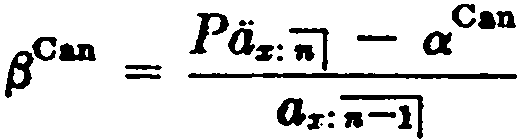 β^Can = (Pä_{x:n̅|} − α^Can) / a_{x:n−1̅|}